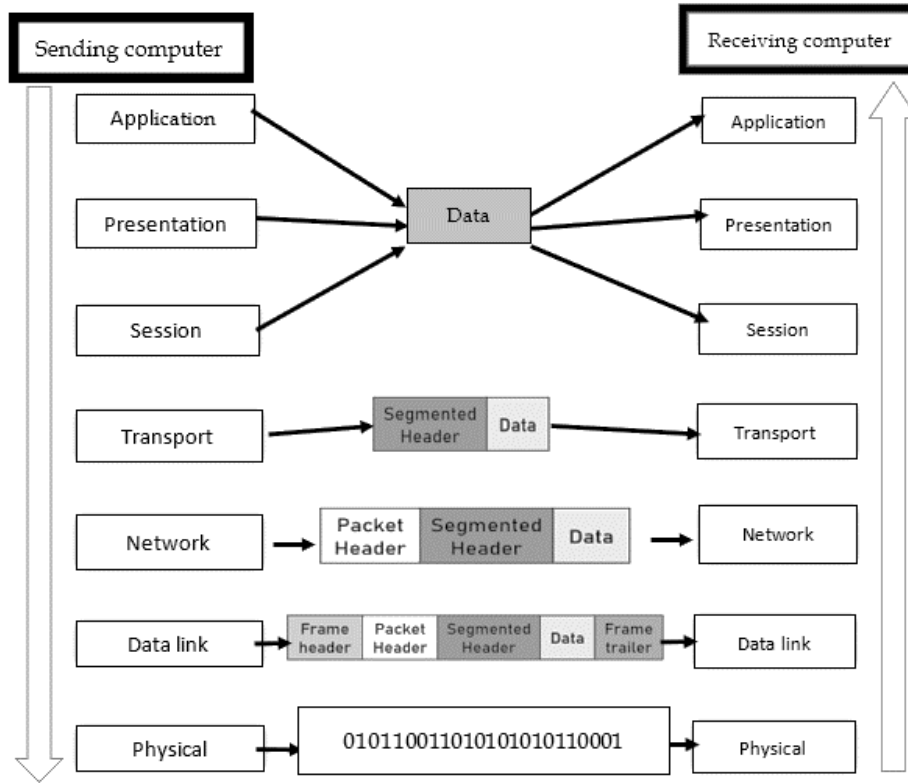 Sending computer
Receiving computer
Application
Application
Presentation
Data
Presentation
Session
Session
Transport
Segmented
Header
Data
Transport
Network
Packet
Header
Segmented
Header
Data
Network
Data link
Frame
header
Packet
Header
Segmented
Header
Data
Frame
trailer
Data link
Physical
010110011010101010110001
Physical